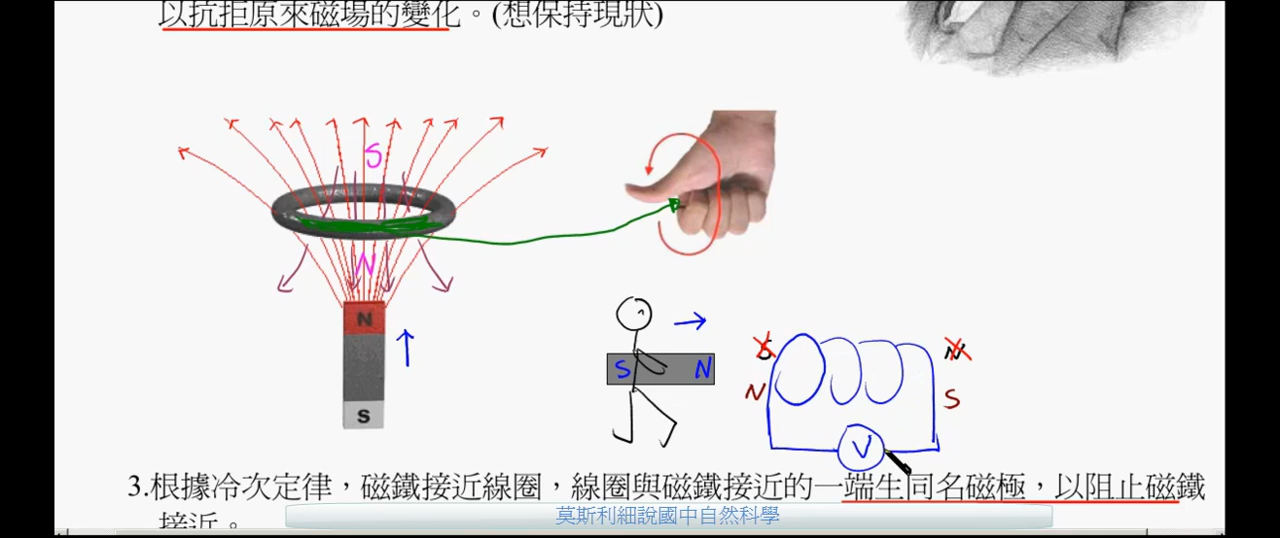 以抗拒原來磁場的變化。(想保持現狀)
S
N
N
S
S N
S N
N S
V
3.根據冷次定律，磁鐵接近線圈，線圈與磁鐵接近的一端生同名磁極，以阻止磁鐵
接近。
莫斯利細說國中自然科學